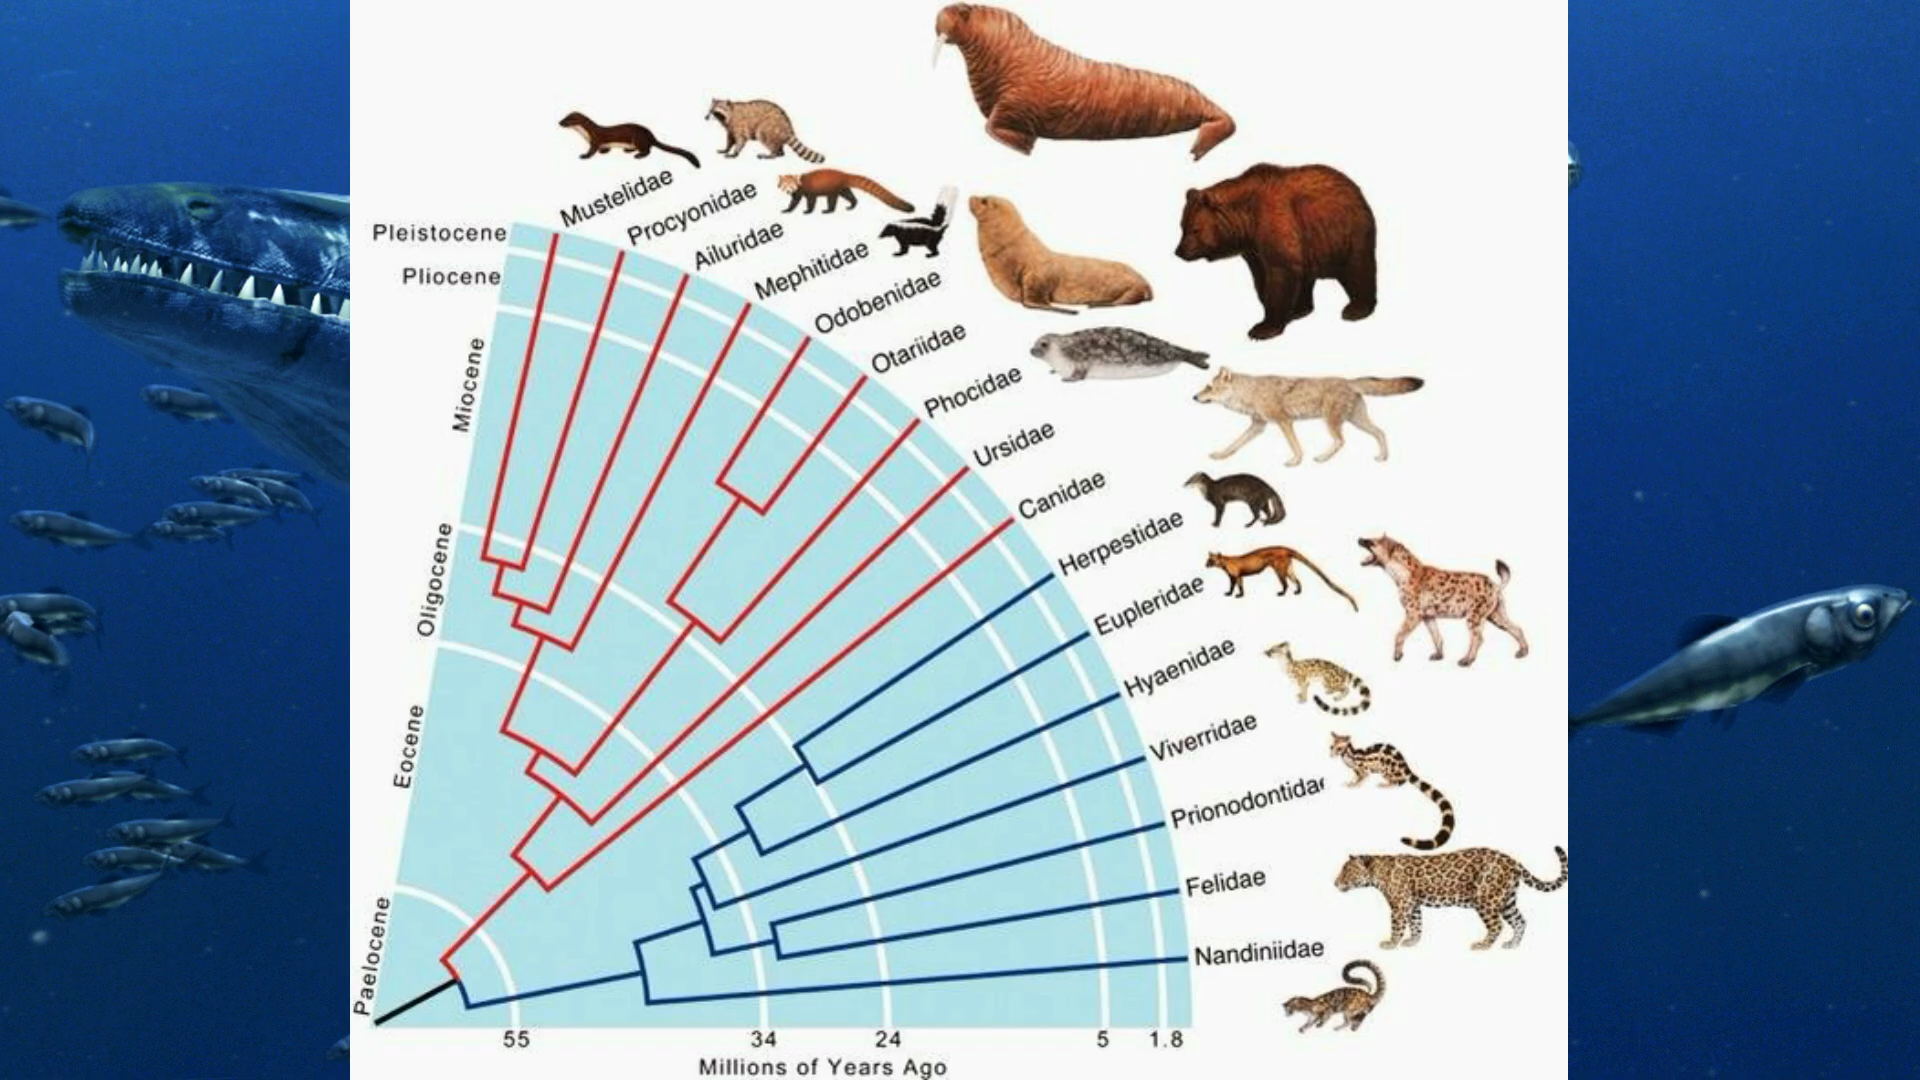 Mustelidae
Procyonidae
Ailuridae
Mephitidae
Odobenidae
Otariidae
Phocidae
Ursidae
Canidae
Herpestidae
Eupleridae
Hyaenidae
Viverridae
Prionodontidae
Felidae
Nandiniidae
Pleistocene
Pliocene
Miocene
Oligocene
Eocene
Paelocene
55 34 24 5 1.8
Millions of Years Ago